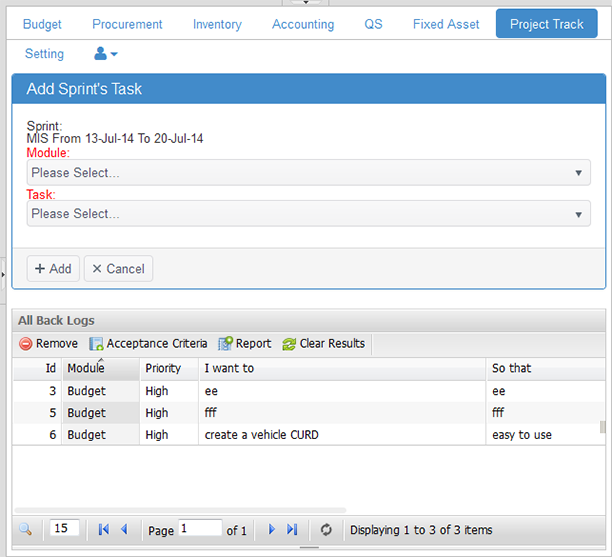 Budget Procurement Inventory Accounting QS Fixed Asset Project Track
Setting
Add Sprint's Task
Sprint:
MIS From 13-Jul-14 To 20-Jul-14
Module:
Please Select...
Task:
Please Select...
Add Cancel
All Back Logs
Remove Acceptance Criteria Report Clear Results
Id Module Priority I want to So that
3 Budget High ee ee
5 Budget High fff fff
6 Budget High create a vehicle CURD easy to use
15 Page 1 of 1 Displaying 1 to 3 of 3 items